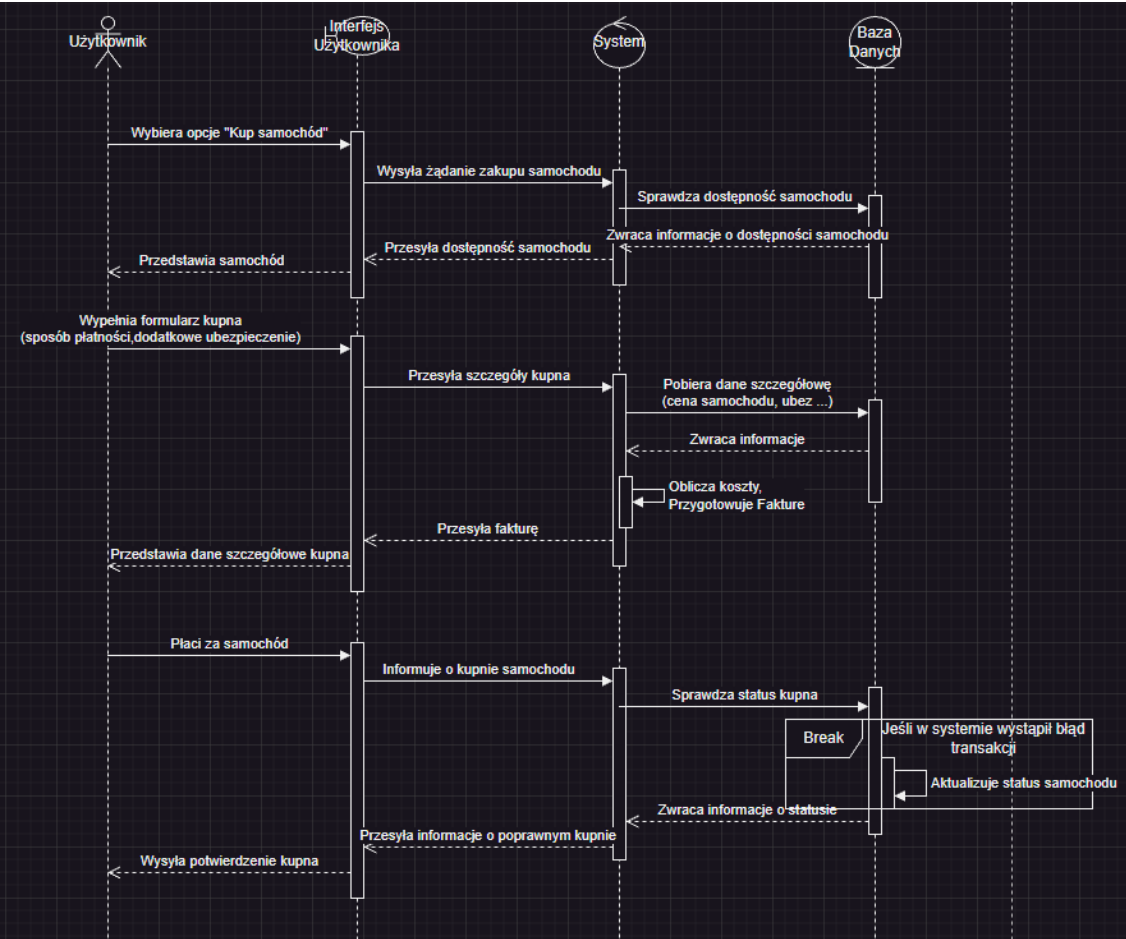 Użytkownik
Interfejs
Użytkownika
System
Baza
Danych
Wybiera opcje "Kup samochód"
Wysyła żądanie zakupu samochodu
Sprawdza dostępność samochodu
Zwraca informacje o dostępności samochodu
Przesyła dostępność samochodu
Przedstawia samochód
Wypełnia formularz kupna
(sposób płatności,dodatkowe ubezpieczenie)
Przesyła szczegóły kupna
Pobiera dane szczegółowę
(cena samochodu, ubez ...)
Zwraca informacje
Oblicza koszty,
Przygotowuje Fakture
Przesyła fakturę
Przedstawia dane szczegółowe kupna
Płaci za samochód
Informuje o kupnie samochodu
Sprawdza status kupna
Break
Jeśli w systemie wystąpił błąd
transakcji
Aktualizuje status samochodu
Zwraca informacje o statusie
Przesyła informacje o poprawnym kupnie
Wysyła potwierdzenie kupna